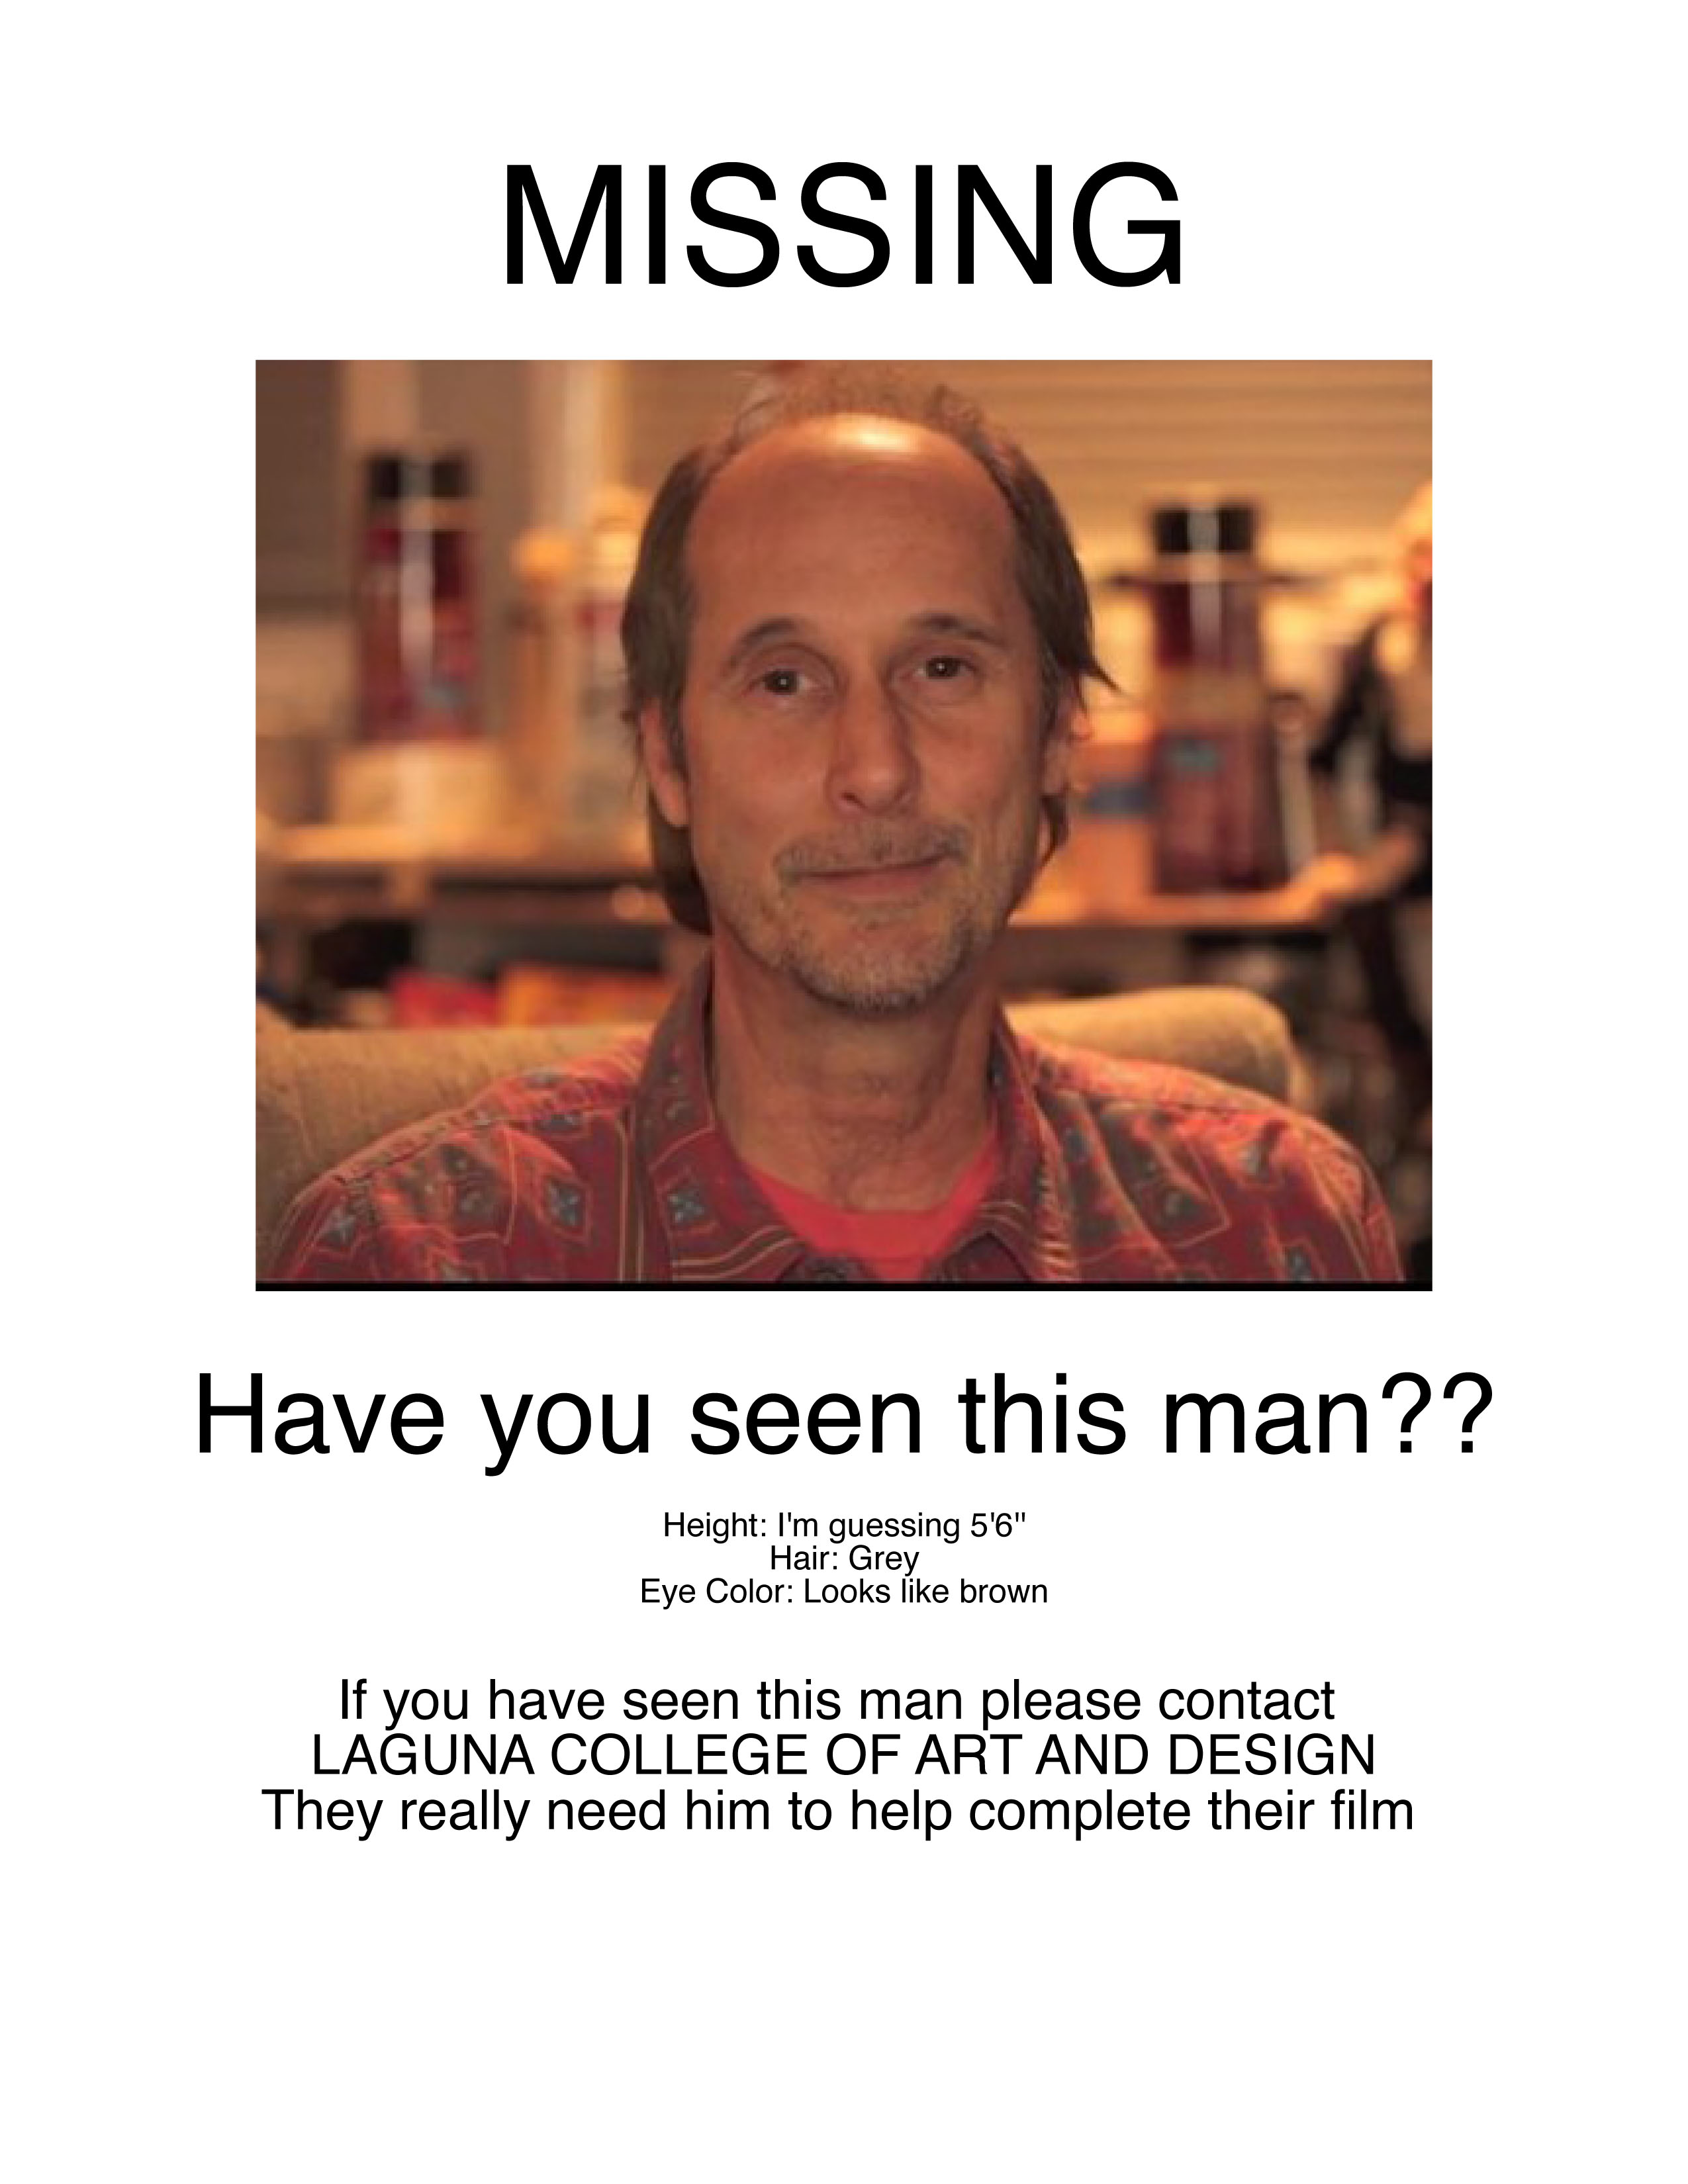 MISSING
Have you seen this man??
Height: I'm guessing 5'6"
Hair: Grey
Eye Color: Looks like brown
If you have seen this man please contact
LAGUNA COLLEGE OF ART AND DESIGN
They really need him to help complete their film